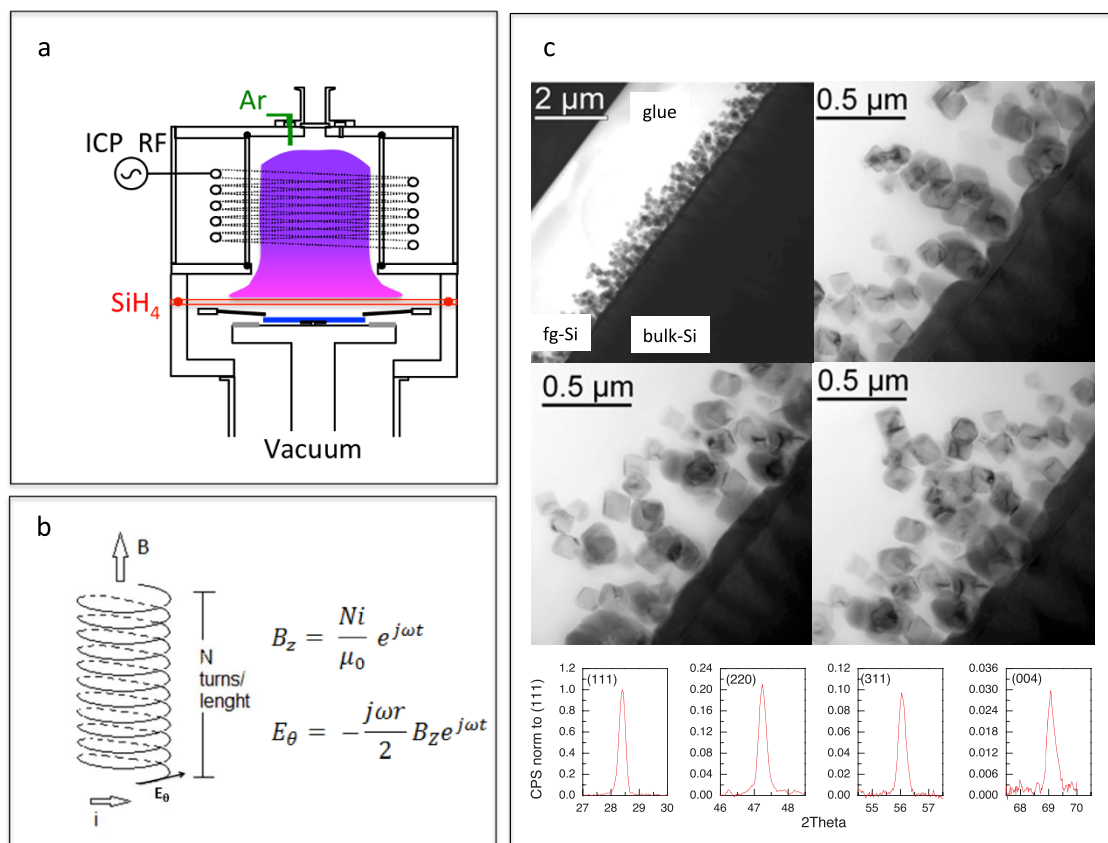 a
Ar
ICP RF
SiH₄
Vacuum
b
B
N
turns/
lenght
E_θ
i
B_z = Ni/μ₀ e^{jωt}
E_θ = −jωr/2 B_Z e^{jωt}
c
2 μm
glue
fg-Si
bulk-Si
0.5 μm
0.5 μm
0.5 μm
CPS norm to (111)
1.2
1.0
0.8
0.6
0.4
0.2
0.0
(111)
27 28 29 30
0.24
0.20
0.16
0.12
0.08
0.04
0.00
(220)
46 47 48
0.12
0.10
0.08
0.06
0.04
0.02
0.00
(311)
55 56 57
0.036
0.030
0.024
0.018
0.012
0.006
0.000
(004)
68 69 70
2Theta